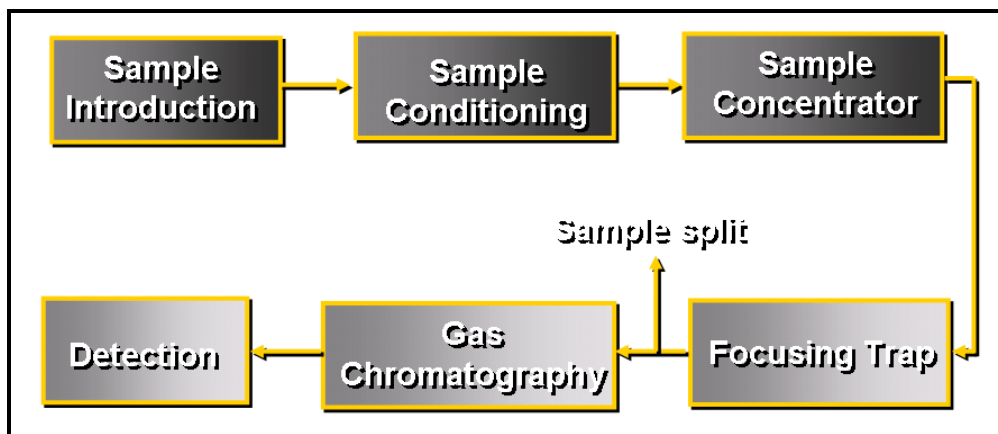 Sample
Introduction
Sample
Conditioning
Sample
Concentrator
Sample split
Detection
Gas
Chromatography
Focusing Trap